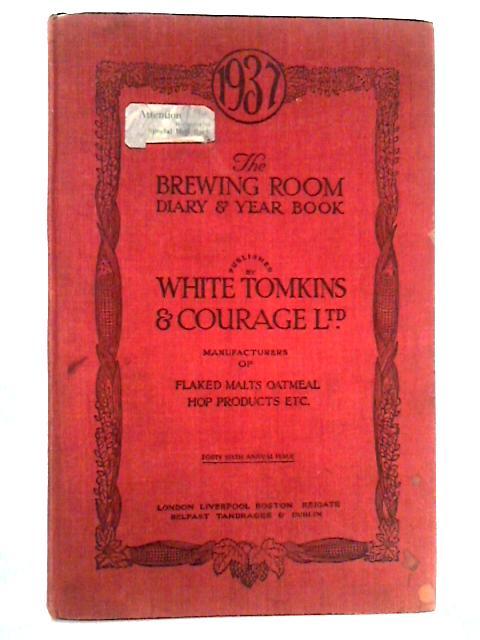 1937
Attention
Special
The
BREWING ROOM
DIARY & YEAR BOOK
PUBLISHED
BY
WHITE TOMKINS
& COURAGE LTD.
MANUFACTURERS
OF
FLAKED MALTS OATMEAL
HOP PRODUCTS ETC.
FORTY SIXTH ANNUAL ISSUE
LONDON LIVERPOOL BOSTON REIGATE
BELFAST TANDRAGEE & DUBLIN